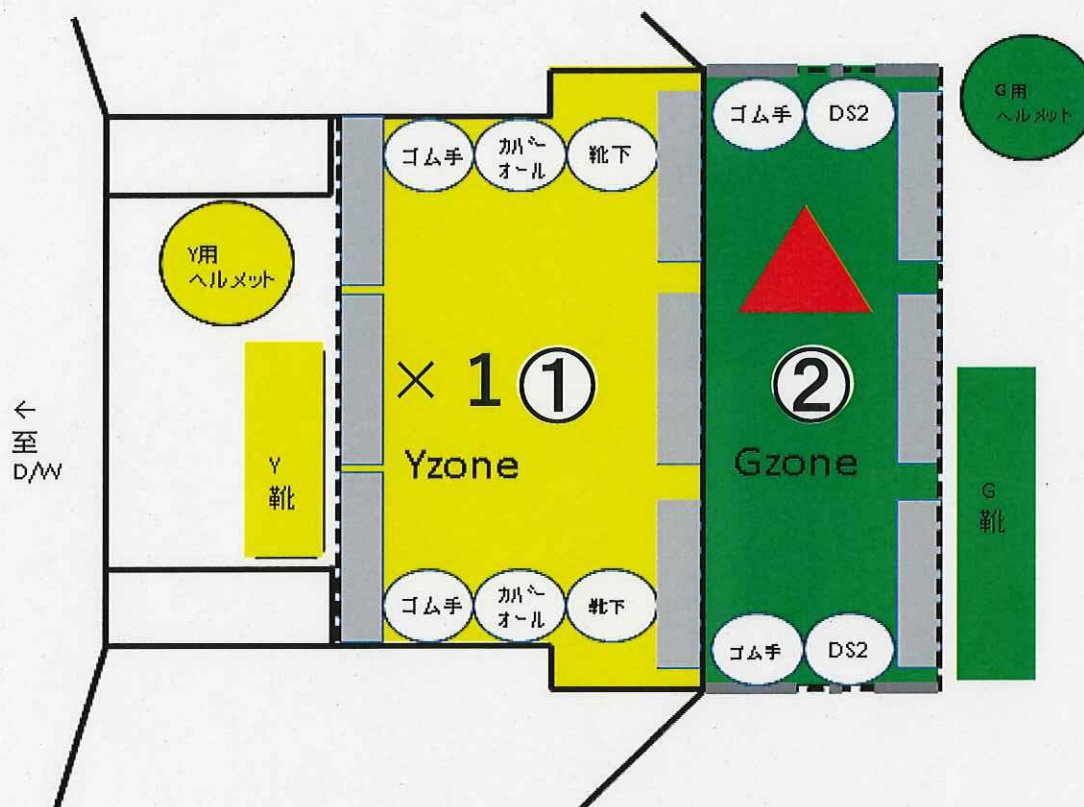 ゴム手
DS2
G用
ヘルメット
ゴム手
カバー
オール
靴下
Y用
ヘルメット
× 1 ①
②
←
至
D/W
Y
靴
Yzone
Gzone
G
靴
ゴム手
カバー
オール
靴下
ゴム手
DS2